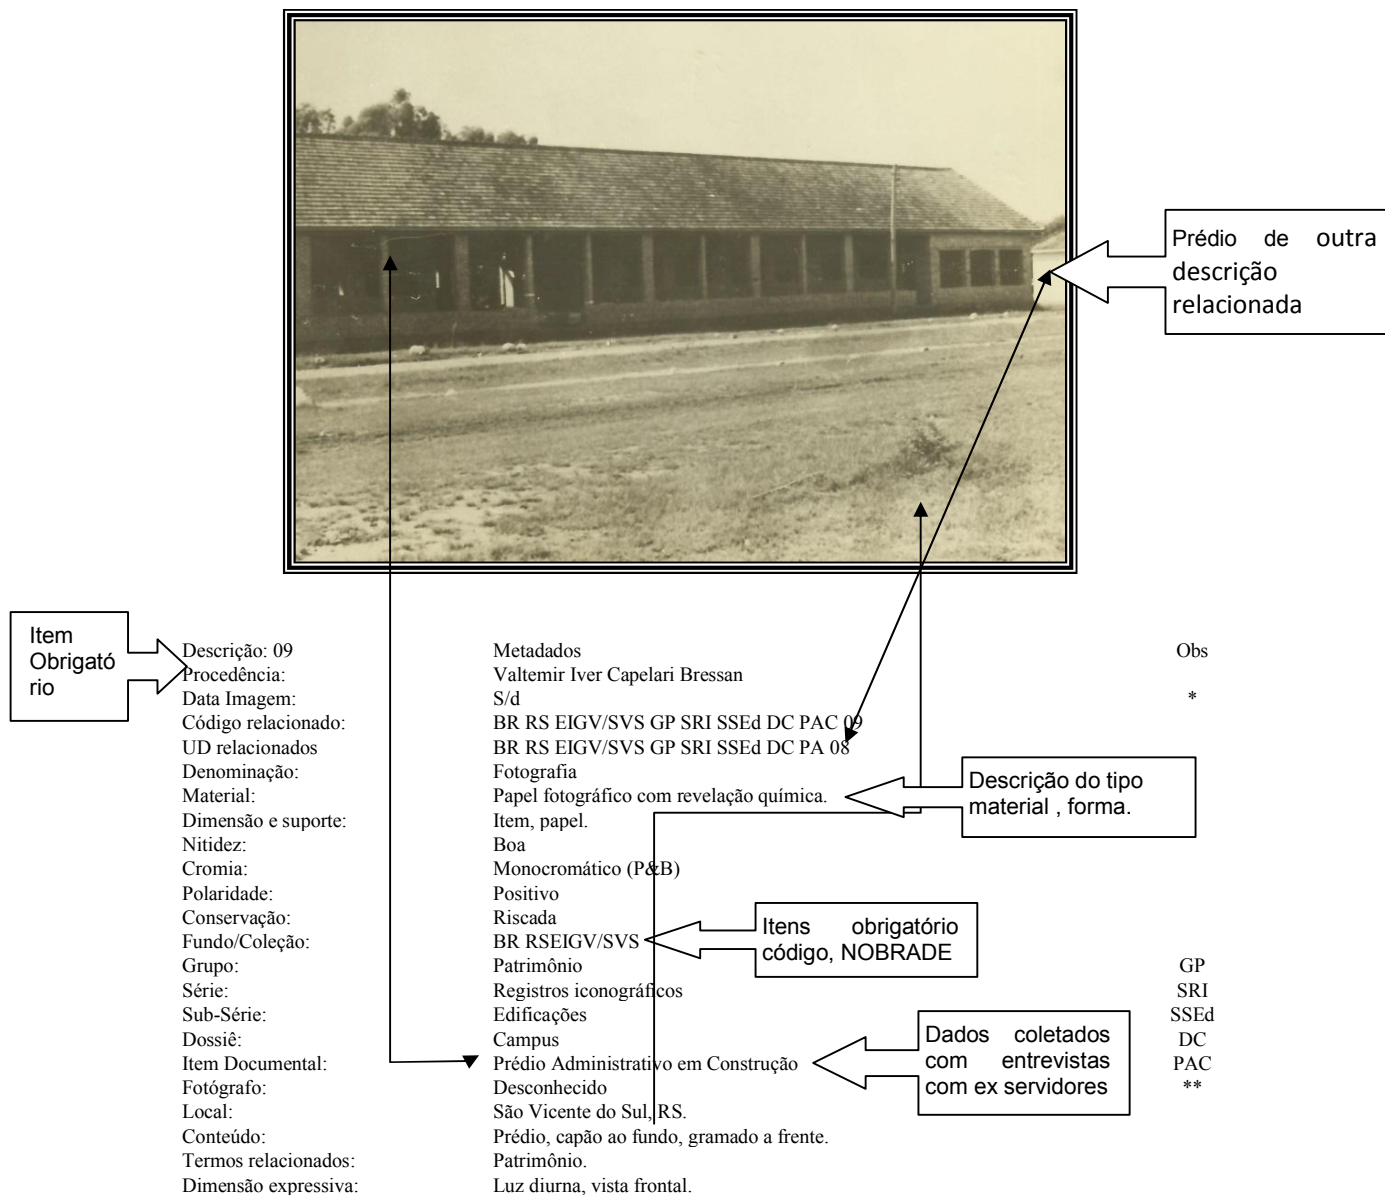 Prédio de outra
descrição
relacionada
Item
Obrigató
rio
Descrição: 09 Metadados Obs
Procedência: Valtemir Iver Capelari Bressan
Data Imagem: S/d *
Código relacionado: BR RS EIGV/SVS GP SRI SSEd DC PAC 09
UD relacionados BR RS EIGV/SVS GP SRI SSEd DC PA 08
Denominação: Fotografia
Material: Papel fotográfico com revelação química.
Descrição do tipo
material , forma.
Dimensão e suporte: Item, papel.
Nitidez: Boa
Cromia: Monocromático (P&B)
Polaridade: Positivo
Conservação: Riscada
Fundo/Coleção: BR RSEIGV/SVS
Itens obrigatório
código, NOBRADE
Grupo: Patrimônio GP
Série: Registros iconográficos SRI
Sub-Série: Edificações SSEd
Dossiê: Campus DC
Item Documental: Prédio Administrativo em Construção PAC
Dados coletados
com entrevistas
com ex servidores
Fotógrafo: Desconhecido **
Local: São Vicente do Sul, RS.
Conteúdo: Prédio, capão ao fundo, gramado a frente.
Termos relacionados: Patrimônio.
Dimensão expressiva: Luz diurna, vista frontal.